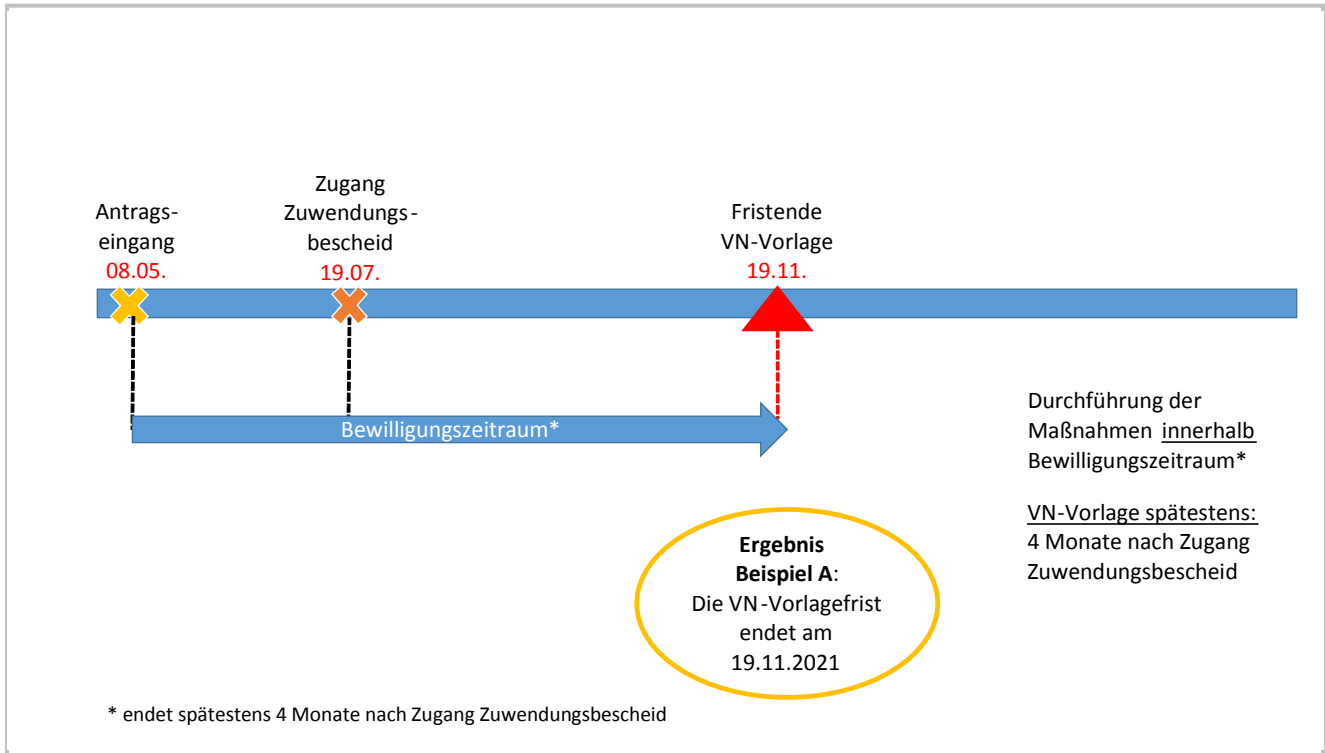 Antrags-
eingang
08.05.
Zugang
Zuwendungs-
bescheid
19.07.
Fristende
VN-Vorlage
19.11.
Bewilligungszeitraum*
Durchführung der
Maßnahmen innerhalb
Bewilligungszeitraum*
VN-Vorlage spätestens:
4 Monate nach Zugang
Zuwendungsbescheid
Ergebnis
Beispiel A:
Die VN-Vorlagefrist
endet am
19.11.2021
* endet spätestens 4 Monate nach Zugang Zuwendungsbescheid